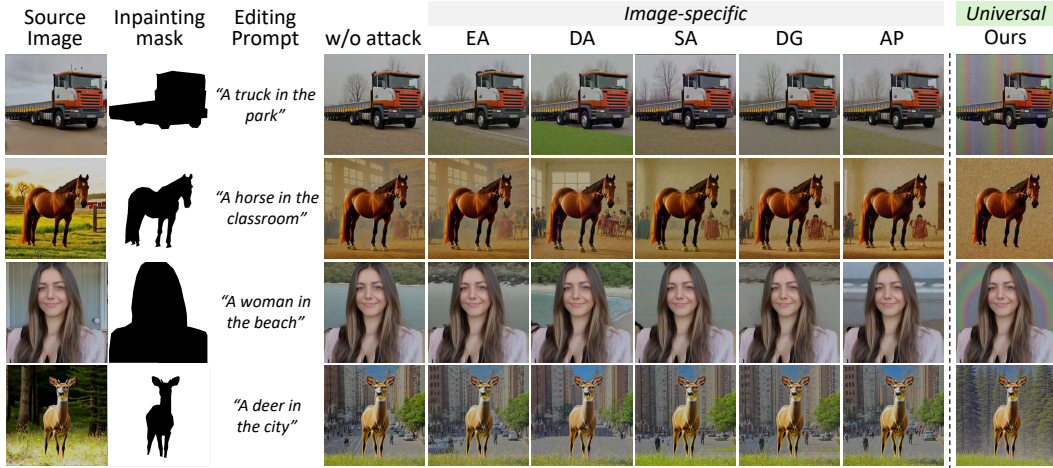 Source
Image
Inpainting
mask
Editing
Prompt
w/o attack
Image-specific
EA
DA
SA
DG
AP
Universal
Ours
“A truck in the
park”
“A horse in the
classroom”
“A woman in
the beach”
“A deer in
the city”